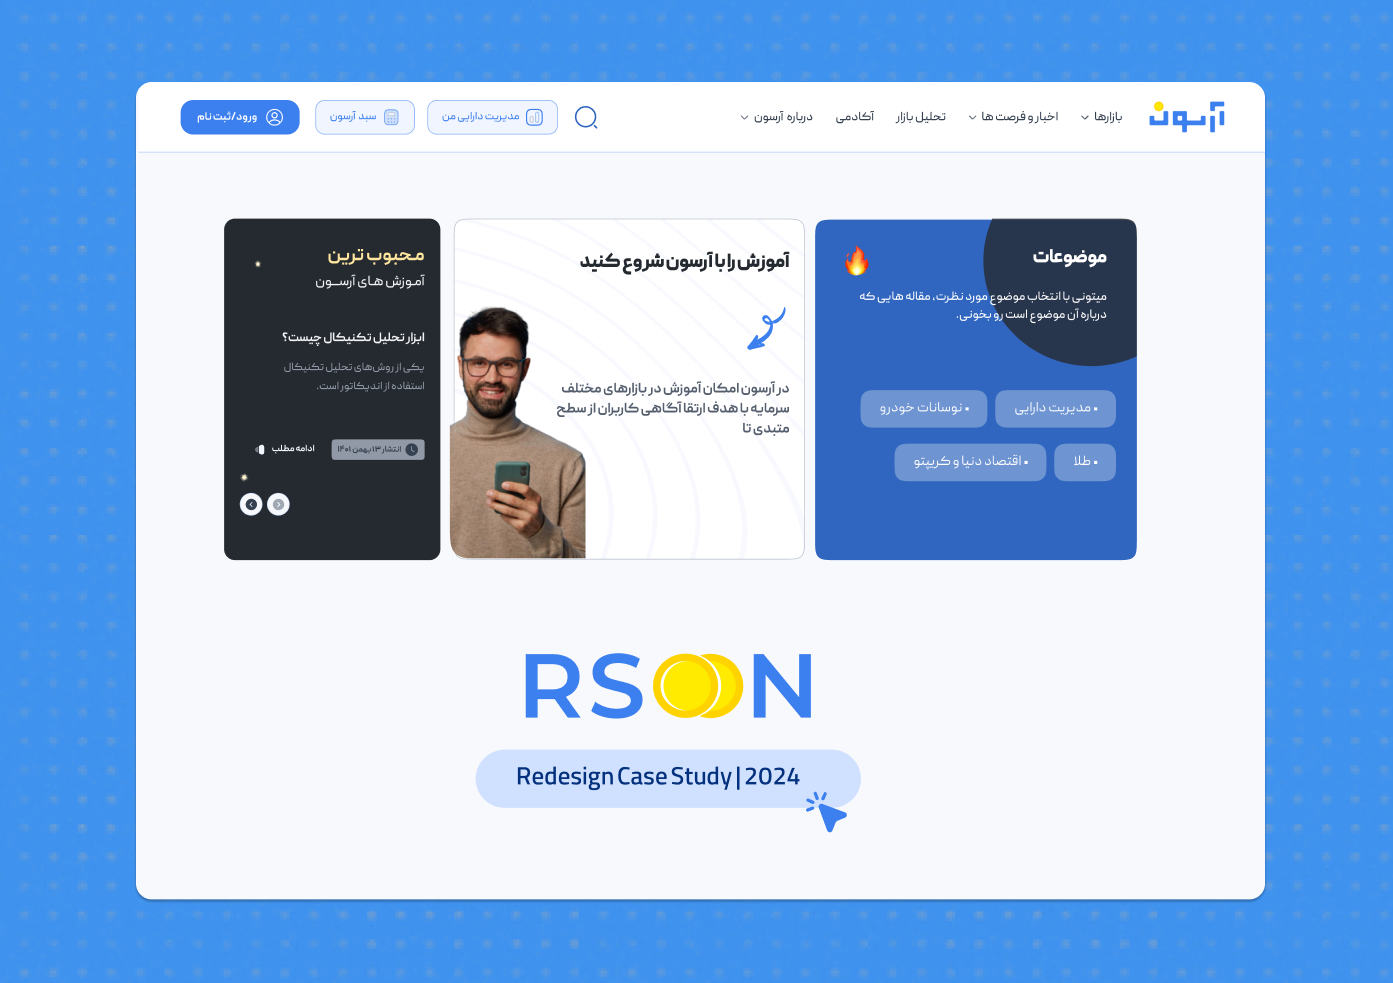 آرسون
بازارها
اخبار و فرصت ها
تحلیل بازار
آکادمی
درباره آرسون
مدیریت دارایی من
سبد آرسون
ورود/ثبت نام
موضوعات
میتونی با انتخاب موضوع مورد نظرت، مقاله هایی که
درباره آن موضوع است رو بخونی.
• مدیریت دارایی
• نوسانات خودرو
• طلا
• اقتصاد دنیا و کریپتو
آموزش را با آرسون شروع کنید
در آرسون امکان آموزش در بازارهای مختلف
سرمایه با هدف ارتقا آگاهی کاربران از سطح
متبدی تا
محبوب ترین
آمـوزش هـای آرســون
ابزار تحلیل تکنیکال چیست؟
یکی از روش‌های تحلیل تکنیکال
استفاده از اندیکاتور است.
انتشار ۱۳ بهمن ۱۴۰۱
ادامه مطلب
RSOON
Redesign Case Study | 2024